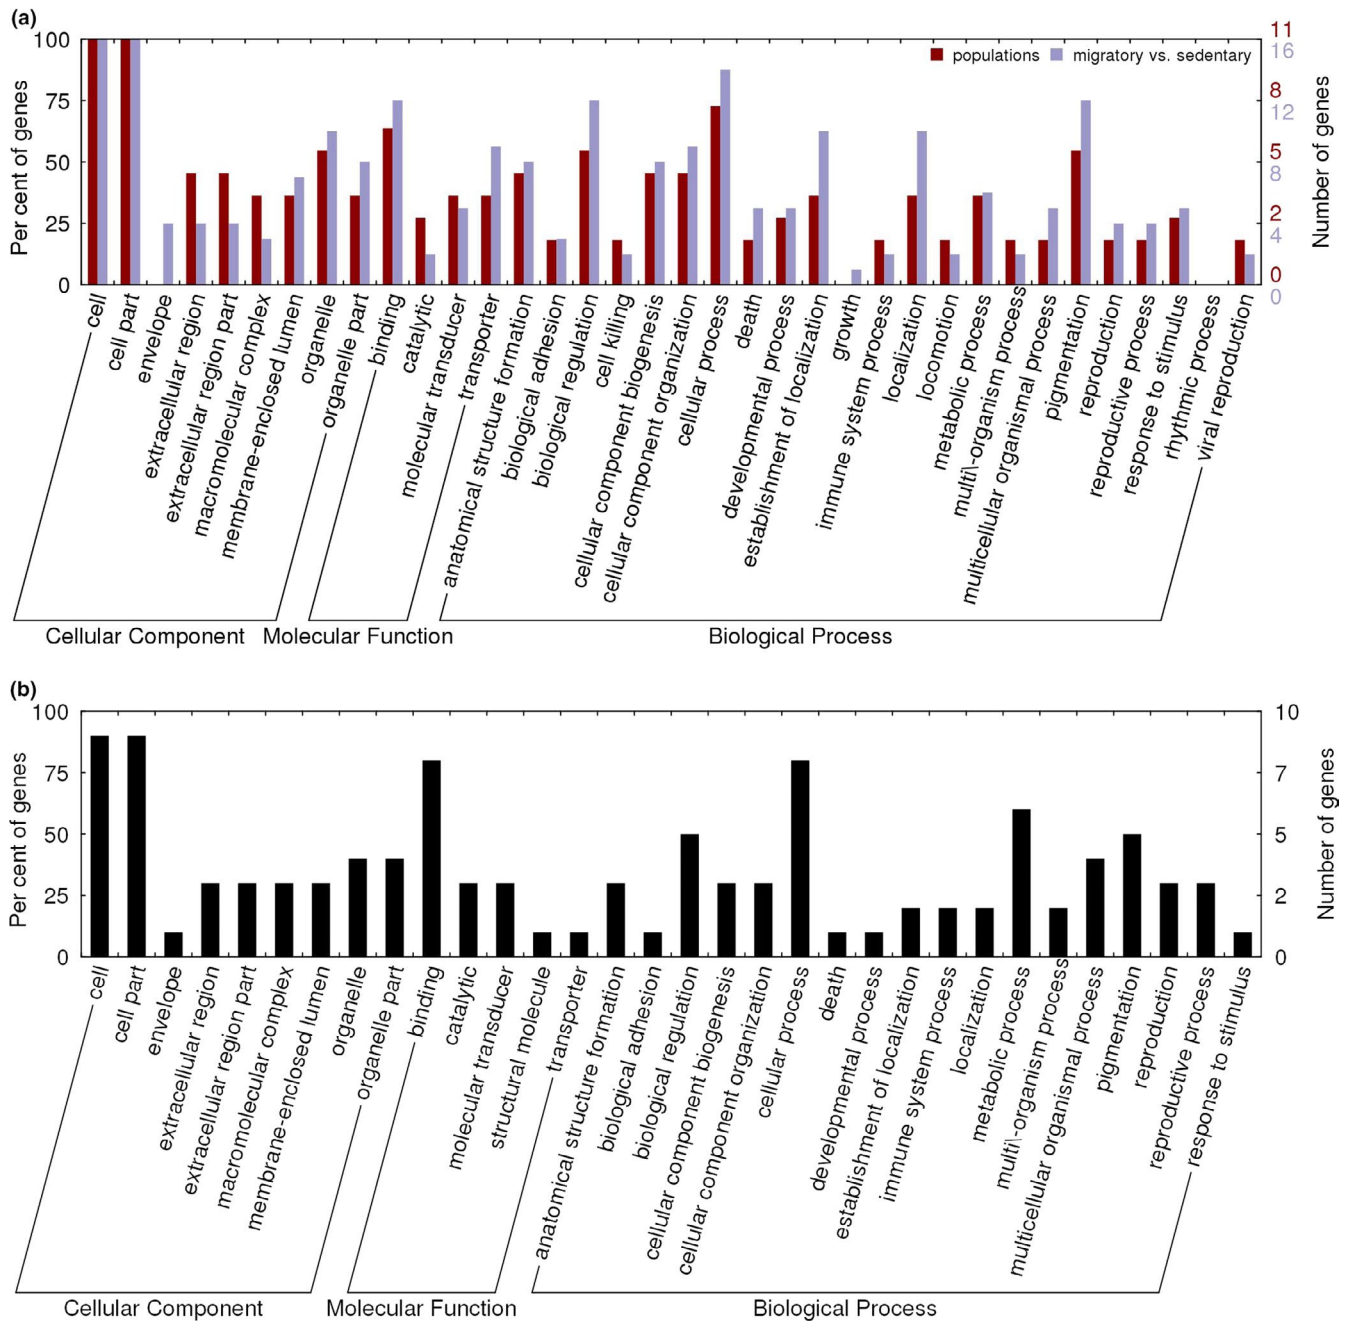 (a)
100
75
50
25
0
Per cent of genes
populations
migratory vs. sedentary
11
16
8
12
5
8
2
4
0
0
Number of genes
cell
cell part
envelope
extracellular region
extracellular region part
macromolecular complex
membrane-enclosed lumen
organelle
organelle part
binding
catalytic
molecular transducer
transporter
anatomical structure formation
biological adhesion
biological regulation
cell killing
cellular component biogenesis
cellular component organization
cellular process
death
developmental process
establishment of localization
growth
immune system process
localization
locomotion
metabolic process
multi\-organism process
multicellular organismal process
pigmentation
reproduction
reproductive process
response to stimulus
rhythmic process
viral reproduction
Cellular Component
Molecular Function
Biological Process
(b)
100
75
50
25
0
Per cent of genes
10
7
5
2
0
Number of genes
cell
cell part
envelope
extracellular region
extracellular region part
macromolecular complex
membrane-enclosed lumen
organelle
organelle part
binding
catalytic
molecular transducer
structural molecule
transporter
anatomical structure formation
biological adhesion
biological regulation
cellular component biogenesis
cellular component organization
cellular process
death
developmental process
establishment of localization
immune system process
localization
metabolic process
multi\-organism process
multicellular organismal process
pigmentation
reproduction
reproductive process
response to stimulus
Cellular Component
Molecular Function
Biological Process